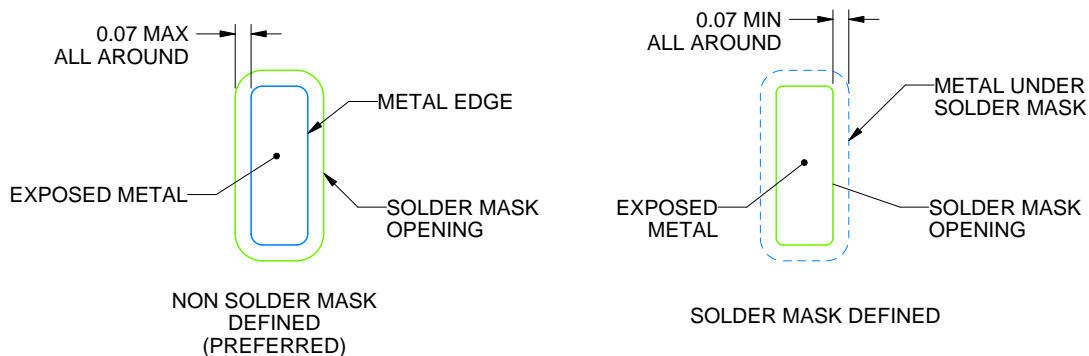 0.07 MAX
ALL AROUND
METAL EDGE
EXPOSED METAL
SOLDER MASK
OPENING
NON SOLDER MASK
DEFINED
(PREFERRED)
0.07 MIN
ALL AROUND
METAL UNDER
SOLDER MASK
EXPOSED
METAL
SOLDER MASK
OPENING
SOLDER MASK DEFINED